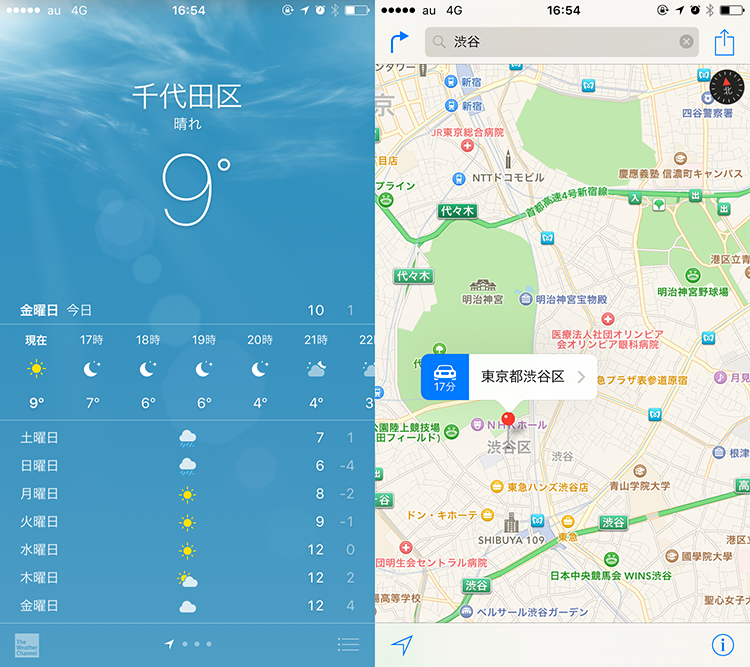 au 4G 16:54
千代田区
晴れ
9°
金曜日 今日 10 1
現在 17時 18時 19時 20時 21時 22
9° 7° 6° 6° 4° 4° 3
土曜日 7 1
日曜日 6 -4
月曜日 8 -2
火曜日 9 -1
水曜日 12 0
木曜日 12 2
金曜日 12 4
The Weather Channel
au 4G 16:54
渋谷
北
新宿
新宿
四谷警察署
JR東京総合病院
NTTドコモビル
慶應義塾 信濃町キャンパス
首都高速4号新宿線
入
出
出
代々木
代々木
港区立
明治神宮
明治神宮宝物殿
明治神宮野球場
医療法人社団オリンピア
会オリンピア眼科病院
17分
東京都渋谷区
急プラザ表参道原宿
月見
公園陸上競技場
田フィールド)
NHKホール
渋谷区
渋谷
根津
東急ハンズ渋谷店
青山学院大学
ドン・キホーテ
SHIBUYA 109
東急
渋谷
高
港区
國學院大學
団明生会セントラル病院
日本中央競馬会 WINS渋谷
渋谷
高等学校
聖心女子
ベルサール渋谷ガーデン